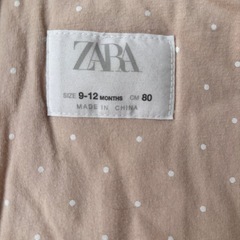 ZARA
SIZE 9-12 MONTHS CM 80
MADE IN CHINA